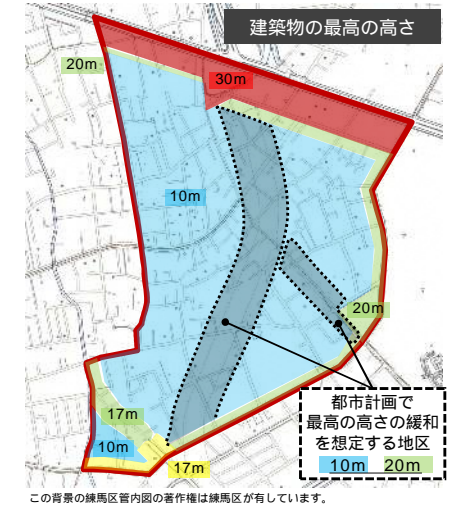 建築物の最高の高さ
20m
30m
10m
20m
17m
10m
17m
都市計画で
最高の高さの緩和
を想定する地区
10m 20m
この背景の練馬区管内図の著作権は練馬区が有しています。